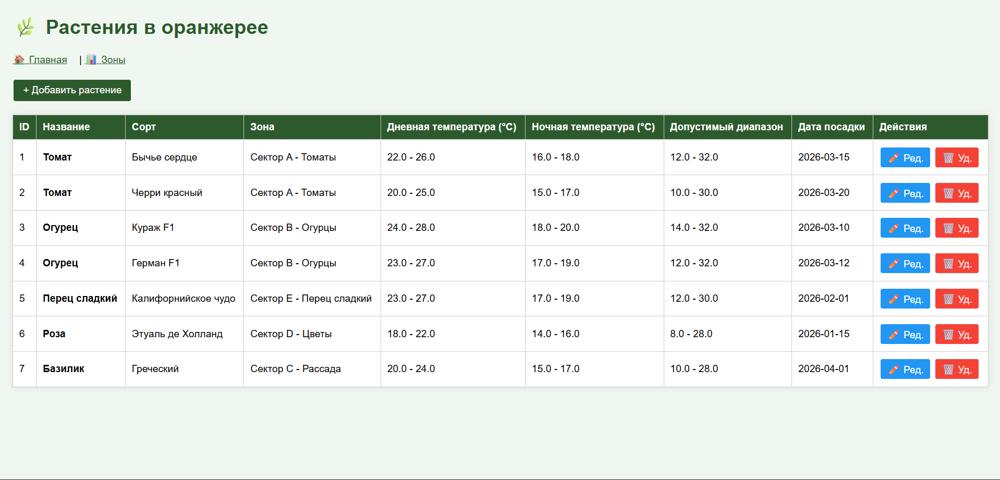 Растения в оранжерее
Главная | Зоны
+ Добавить растение
ID Название Сорт Зона Дневная температура (°C) Ночная температура (°C) Допустимый диапазон Дата посадки Действия
1 Томат Бычье сердце Сектор A - Томаты 22.0 - 26.0 16.0 - 18.0 12.0 - 32.0 2026-03-15 Ред. Уд.
2 Томат Черри красный Сектор A - Томаты 20.0 - 25.0 15.0 - 17.0 10.0 - 30.0 2026-03-20 Ред. Уд.
3 Огурец Кураж F1 Сектор B - Огурцы 24.0 - 28.0 18.0 - 20.0 14.0 - 32.0 2026-03-10 Ред. Уд.
4 Огурец Герман F1 Сектор B - Огурцы 23.0 - 27.0 17.0 - 19.0 12.0 - 32.0 2026-03-12 Ред. Уд.
5 Перец сладкий Калифорнийское чудо Сектор E - Перец сладкий 23.0 - 27.0 17.0 - 19.0 12.0 - 30.0 2026-02-01 Ред. Уд.
6 Роза Этуаль де Холланд Сектор D - Цветы 18.0 - 22.0 14.0 - 16.0 8.0 - 28.0 2026-01-15 Ред. Уд.
7 Базилик Греческий Сектор C - Рассада 20.0 - 24.0 15.0 - 17.0 10.0 - 28.0 2026-04-01 Ред. Уд.